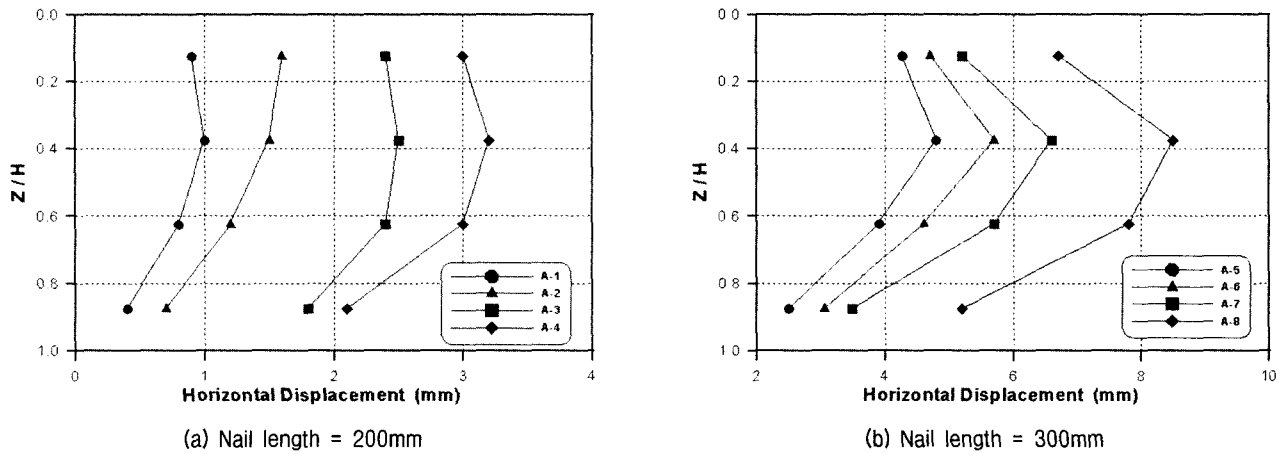 0.0
0.2
0.4
0.6
0.8
1.0
Z / H
A-1
A-2
A-3
A-4
0 1 2 3 4
Horizontal Displacement (mm)
(a) Nail length = 200mm
0.0
0.2
0.4
0.6
0.8
1.0
Z / H
A-5
A-6
A-7
A-8
2 4 6 8 10
Horizontal Displacement (mm)
(b) Nail length = 300mm